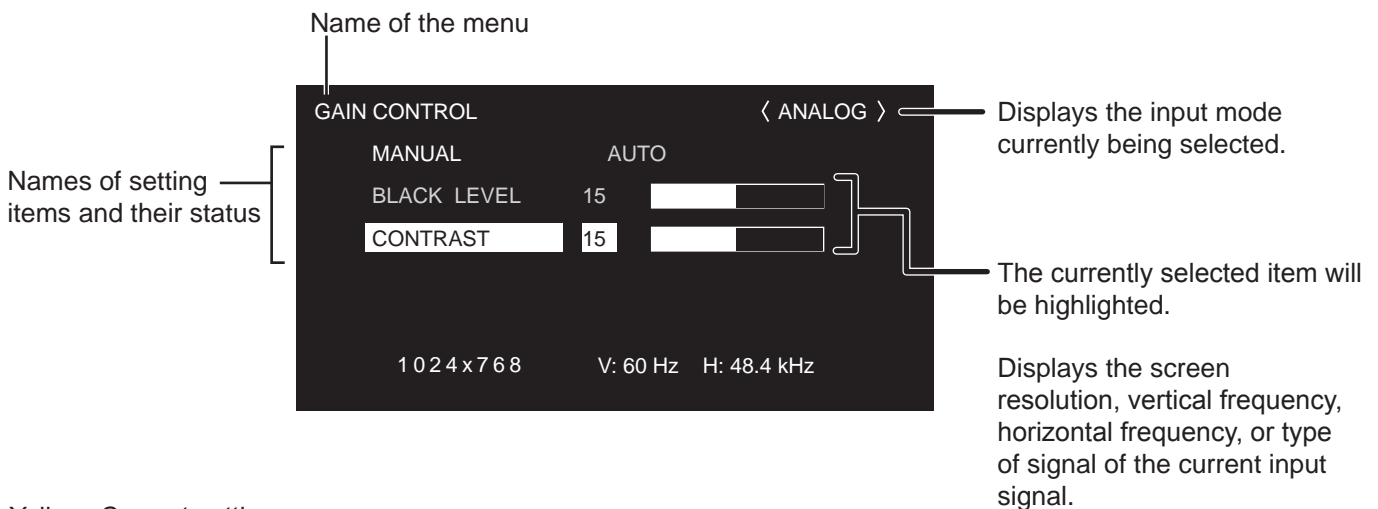 Name of the menu
GAIN CONTROL 〈 ANALOG 〉
MANUAL AUTO
BLACK LEVEL 15
CONTRAST 15
1024x768 V: 60 Hz H: 48.4 kHz
Names of setting
items and their status
Displays the input mode
currently being selected.
The currently selected item will
be highlighted.
Displays the screen
resolution, vertical frequency,
horizontal frequency, or type
of signal of the current input
signal.